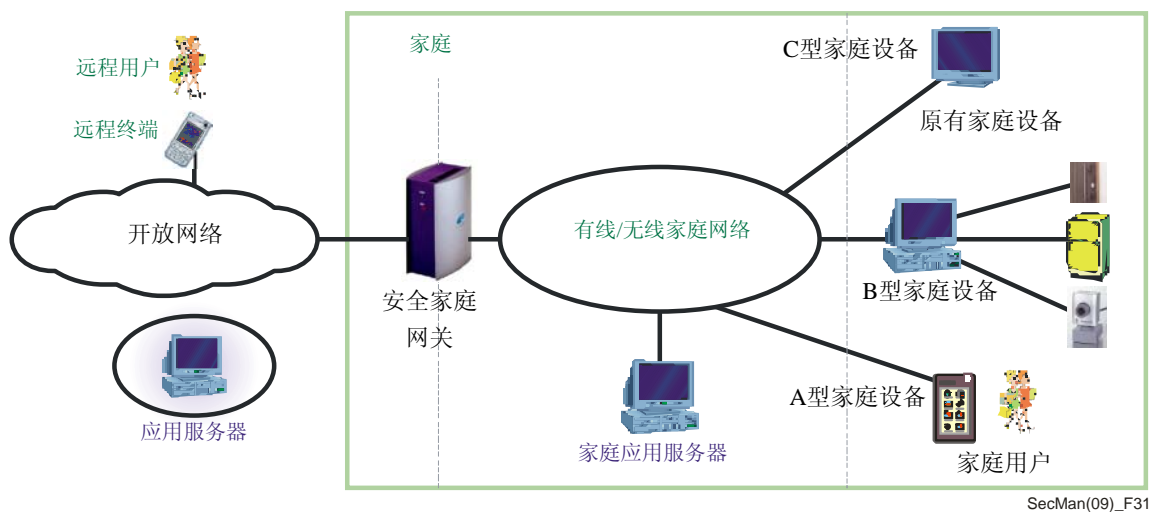 家庭
远程用户
远程终端
开放网络
应用服务器
安全家庭
网关
有线/无线家庭网络
家庭应用服务器
C型家庭设备
原有家庭设备
B型家庭设备
A型家庭设备
家庭用户
SecMan(09)_F31